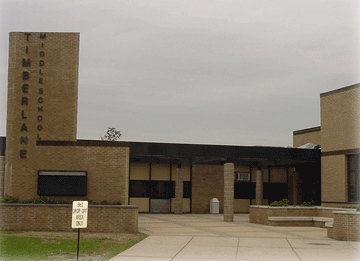 TIMBERLANE
MIDDLE SCHOOL
BUS
DROP OFF
AREA
ONLY